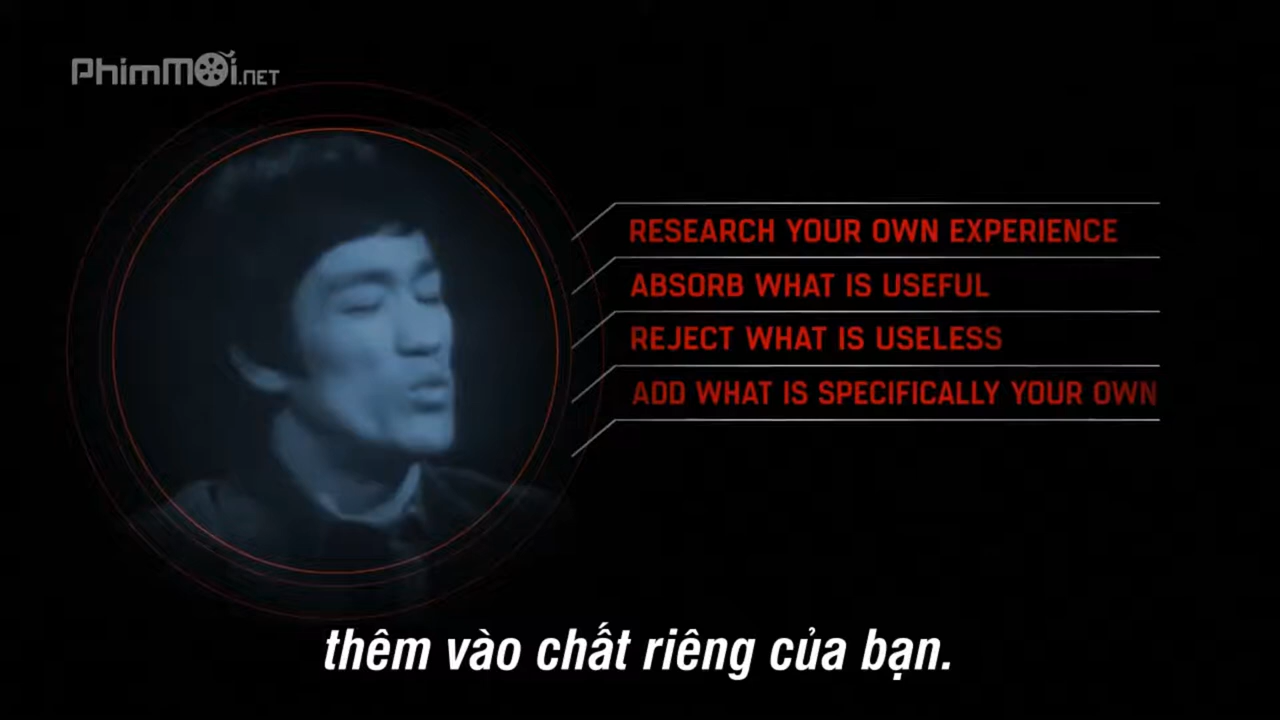 PhimMỗi.NET
RESEARCH YOUR OWN EXPERIENCE
ABSORB WHAT IS USEFUL
REJECT WHAT IS USELESS
ADD WHAT IS SPECIFICALLY YOUR OWN
thêm vào chất riêng của bạn.